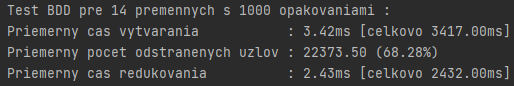 Test BDD pre 14 premennych s 1000 opakovaniami :
Priemerny cas vytvarania : 3.42ms [celkovo 3417.00ms]
Priemerny pocet odstranenych uzlov : 22373.50 (68.28%)
Priemerny cas redukovania : 2.43ms [celkovo 2432.00ms]